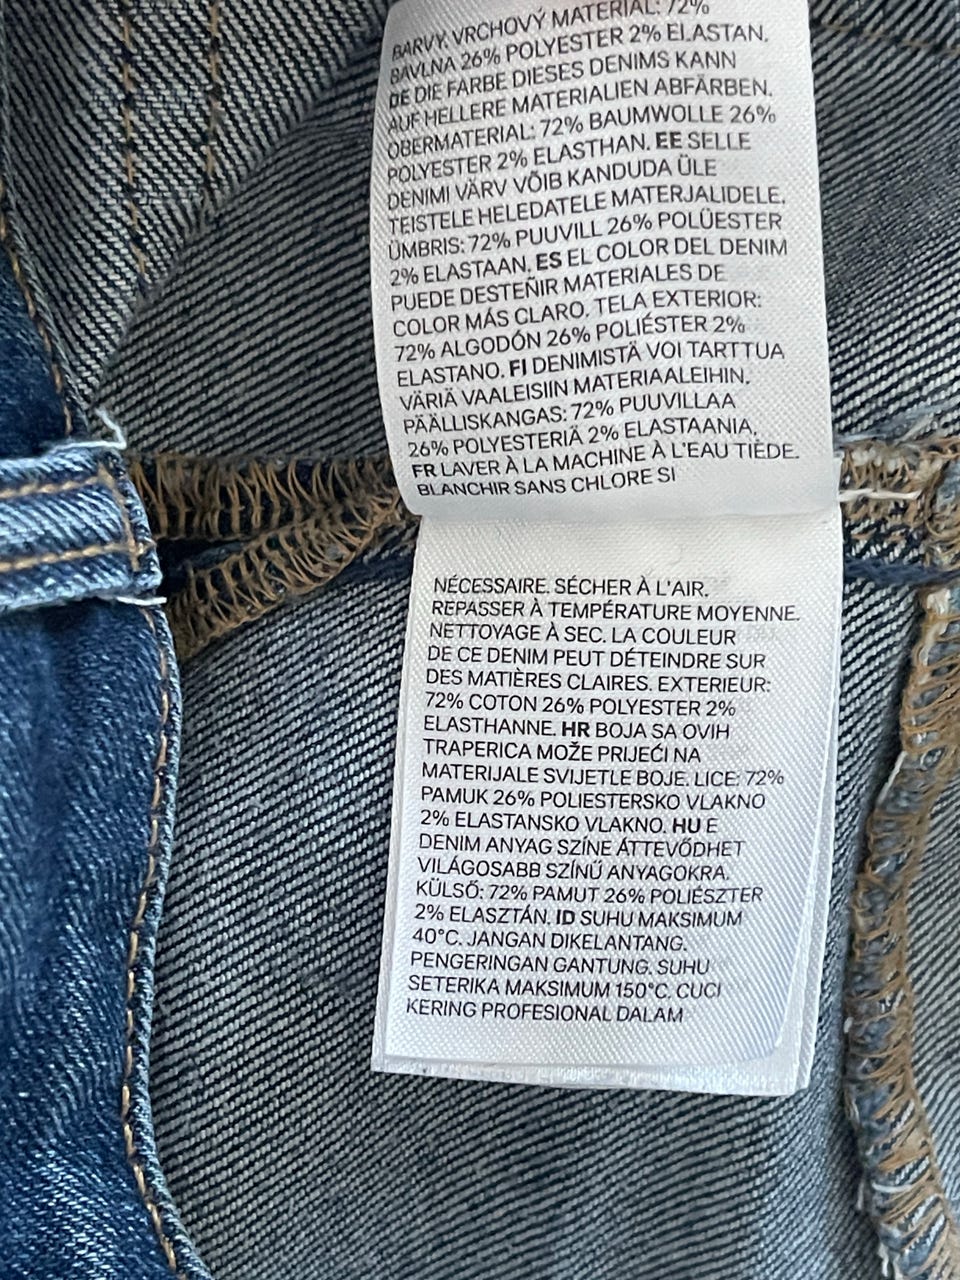 BARVY. VRCHOVÝ MATERIÁL: 72%
BAVLNA 26% POLYESTER 2% ELASTAN.
DE DIE FARBE DIESES DENIMS KANN
AUF HELLERE MATERIALIEN ABFÄRBEN.
OBERMATERIAL: 72% BAUMWOLLE 26%
POLYESTER 2% ELASTHAN. EE SELLE
DENIMI VÄRV VÕIB KANDUDA ÜLE
TEISTELE HELEDATELE MATERJALIDELE.
ÜMBRIS: 72% PUUVILL 26% POLÜESTER
2% ELASTAAN. ES EL COLOR DEL DENIM
PUEDE DESTEÑIR MATERIALES DE
COLOR MÁS CLARO. TELA EXTERIOR:
72% ALGODÓN 26% POLIÉSTER 2%
ELASTANO. FI DENIMISTÄ VOI TARTTUA
VÄRIÄ VAALEISIIN MATERIAALEIHIN.
PÄÄLLISKANGAS: 72% PUUVILLAA
26% POLYESTERIÄ 2% ELASTAANIA.
FR LAVER À LA MACHINE À L'EAU TIÈDE.
BLANCHIR SANS CHLORE SI
NÉCESSAIRE. SÉCHER À L'AIR.
REPASSER À TEMPÉRATURE MOYENNE.
NETTOYAGE À SEC. LA COULEUR
DE CE DENIM PEUT DÉTEINDRE SUR
DES MATIÈRES CLAIRES. EXTERIEUR:
72% COTON 26% POLYESTER 2%
ELASTHANNE. HR BOJA SA OVIH
TRAPERICA MOŽE PRIJEĆI NA
MATERIJALE SVIJETLE BOJE. LICE: 72%
PAMUK 26% POLIESTERSKO VLAKNO
2% ELASTANSKO VLAKNO. HU E
DENIM ANYAG SZÍNE ÁTTEVŐDHET
VILÁGOSABB SZÍNŰ ANYAGOKRA.
KÜLSŐ: 72% PAMUT 26% POLIÉSZTER
2% ELASZTÁN. ID SUHU MAKSIMUM
40°C. JANGAN DIKELANTANG.
PENGERINGAN GANTUNG. SUHU
SETERIKA MAKSIMUM 150°C. CUCI
KERING PROFESIONAL DALAM